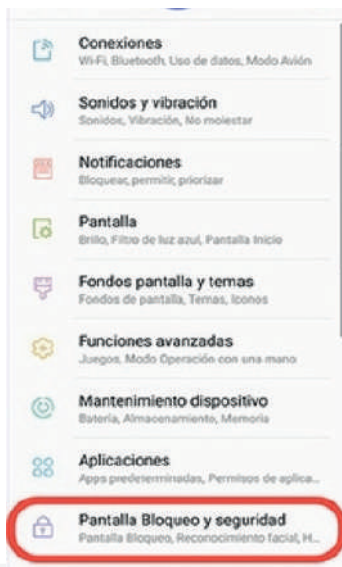 Conexiones
Wi-Fi, Bluetooth, Uso de datos, Modo Avión
Sonidos y vibración
Sonidos, Vibración, No molestar
Notificaciones
Bloquear, permitir, priorizar
Pantalla
Brillo, Filtro de luz azul, Pantalla Inicio
Fondos pantalla y temas
Fondos de pantalla, Temas, Iconos
Funciones avanzadas
Juegos, Modo Operación con una mano
Mantenimiento dispositivo
Batería, Almacenamiento, Memoria
Aplicaciones
Apps predeterminadas, Permisos de aplica...
Pantalla Bloqueo y seguridad
Pantalla Bloqueo, Reconocimiento facial, H...